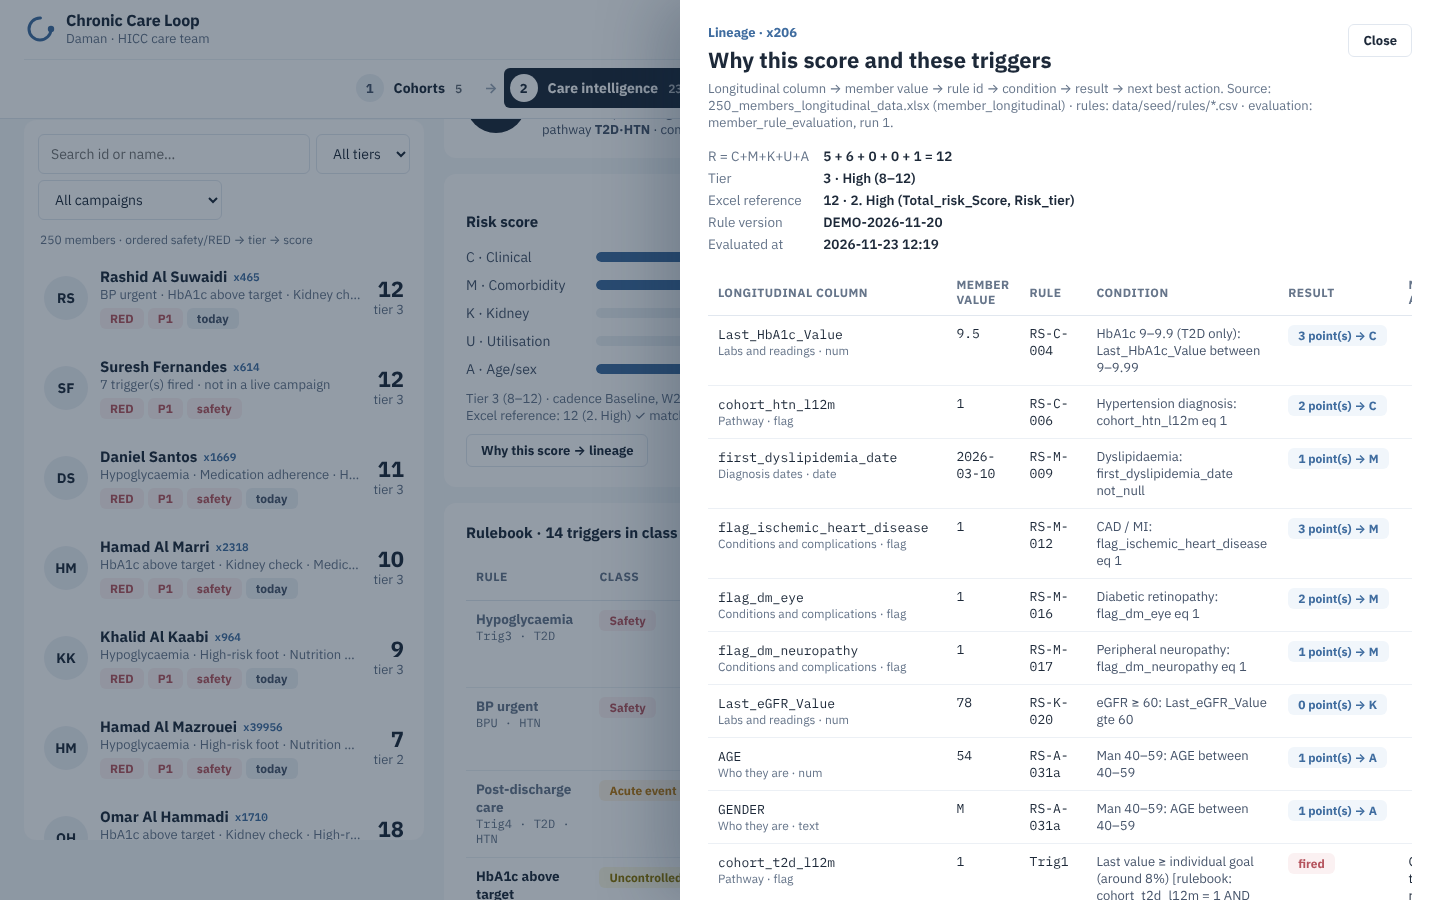 Chronic Care Loop
Daman · HICC care team
1 Cohorts 5 → 2 Care intelligence
pathway T2D·HTN ·
Search id or name...
All tiers
All campaigns
250 members · ordered safety/RED → tier → score
RS
Rashid Al Suwaidi x465
BP urgent · HbA1c above target · Kidney ch...
RED P1 today
12
tier 3
SF
Suresh Fernandes x614
7 trigger(s) fired · not in a live campaign
RED P1 safety
12
tier 3
DS
Daniel Santos x1669
Hypoglycaemia · Medication adherence · H...
RED P1 safety today
11
tier 3
HM
Hamad Al Marri x2318
HbA1c above target · Kidney check · Medic...
RED P1 safety today
10
tier 3
KK
Khalid Al Kaabi x964
Hypoglycaemia · High-risk foot · Nutrition ...
RED P1 safety today
9
tier 3
HM
Hamad Al Mazrouei x39956
Hypoglycaemia · High-risk foot · Nutrition ...
RED P1 safety today
7
tier 2
OH
Omar Al Hammadi x1710
HbA1c above target · Kidney check · High-r...
18
Risk score
C · Clinical
M · Comorbidity
K · Kidney
U · Utilisation
A · Age/sex
Tier 3 (8–12) · cadence Baseline, W2
Excel reference: 12 (2. High) ✓
Why this score → lineage
Rulebook · 14 triggers in class
RULE CLASS
Hypoglycaemia
Trig3 · T2D
Safety
BP urgent
BPU · HTN
Safety
Post-discharge
care
Trig4 · T2D ·
HTN
Acute event
HbA1c above
target
Uncontrolled
Lineage · x206
Why this score and these triggers
Close
Longitudinal column → member value → rule id → condition → result → next best action. Source:
250_members_longitudinal_data.xlsx (member_longitudinal) · rules: data/seed/rules/*.csv · evaluation:
member_rule_evaluation, run 1.
R = C+M+K+U+A 5 + 6 + 0 + 0 + 1 = 12
Tier 3 · High (8–12)
Excel reference 12 · 2. High (Total_risk_Score, Risk_tier)
Rule version DEMO-2026-11-20
Evaluated at 2026-11-23 12:19
LONGITUDINAL COLUMN MEMBER VALUE RULE CONDITION RESULT
Last_HbA1c_Value 9.5 RS-C-004 HbA1c 9–9.9 (T2D only): Last_HbA1c_Value between 9–9.99 3 point(s) → C
Labs and readings · num
cohort_htn_l12m 1 RS-C-006 Hypertension diagnosis: cohort_htn_l12m eq 1 2 point(s) → C
Pathway · flag
first_dyslipidemia_date 2026-03-10 RS-M-009 Dyslipidaemia: first_dyslipidemia_date not_null 1 point(s) → M
Diagnosis dates · date
flag_ischemic_heart_disease 1 RS-M-012 CAD / MI: flag_ischemic_heart_disease eq 1 3 point(s) → M
Conditions and complications · flag
flag_dm_eye 1 RS-M-016 Diabetic retinopathy: flag_dm_eye eq 1 2 point(s) → M
Conditions and complications · flag
flag_dm_neuropathy 1 RS-M-017 Peripheral neuropathy: flag_dm_neuropathy eq 1 1 point(s) → M
Conditions and complications · flag
Last_eGFR_Value 78 RS-K-020 eGFR ≥ 60: Last_eGFR_Value gte 60 0 point(s) → K
Labs and readings · num
AGE 54 RS-A-031a Man 40–59: AGE between 40–59 1 point(s) → A
Who they are · num
GENDER M RS-A-031a Man 40–59: AGE between 40–59 1 point(s) → A
Who they are · text
cohort_t2d_l12m 1 Trig1 Last value ≥ individual goal (around 8%) [rulebook: cohort_t2d_l12m = 1 AND fired
Pathway · flag